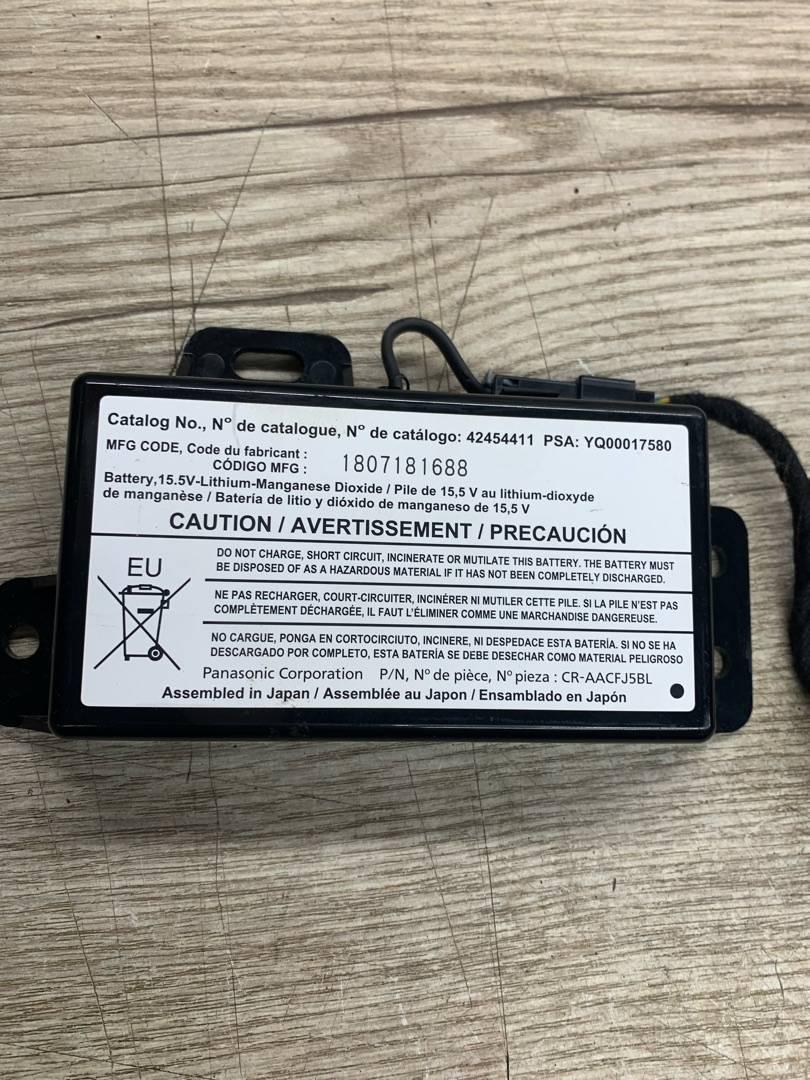 Catalog No., Nº de catalogue, Nº de catálogo: 42454411 PSA: YQ00017580
MFG CODE, Code du fabricant :
CÓDIGO MFG : 1807181688
Battery,15.5V-Lithium-Manganese Dioxide / Pile de 15,5 V au lithium-dioxyde
de manganèse / Batería de litio y dióxido de manganeso de 15,5 V
CAUTION / AVERTISSEMENT / PRECAUCIÓN
EU
DO NOT CHARGE, SHORT CIRCUIT, INCINERATE OR MUTILATE THIS BATTERY. THE BATTERY MUST
BE DISPOSED OF AS A HAZARDOUS MATERIAL IF IT HAS NOT BEEN COMPLETELY DISCHARGED.
NE PAS RECHARGER, COURT-CIRCUITER, INCINÉRER NI MUTILER CETTE PILE. SI LA PILE N'EST PAS
COMPLÈTEMENT DÉCHARGÉE, IL FAUT L'ÉLIMINER COMME UNE MARCHANDISE DANGEREUSE.
NO CARGUE, PONGA EN CORTOCIRCIUTO, INCINERE, NI DESPEDACE ESTA BATERÍA. SI NO SE HA
DESCARGADO POR COMPLETO, ESTA BATERÍA SE DEBE DESECHAR COMO MATERIAL PELIGROSO
Panasonic Corporation P/N, Nº de pièce, Nº pieza : CR-AACFJ5BL
Assembled in Japan / Assemblée au Japon / Ensamblado en Japón